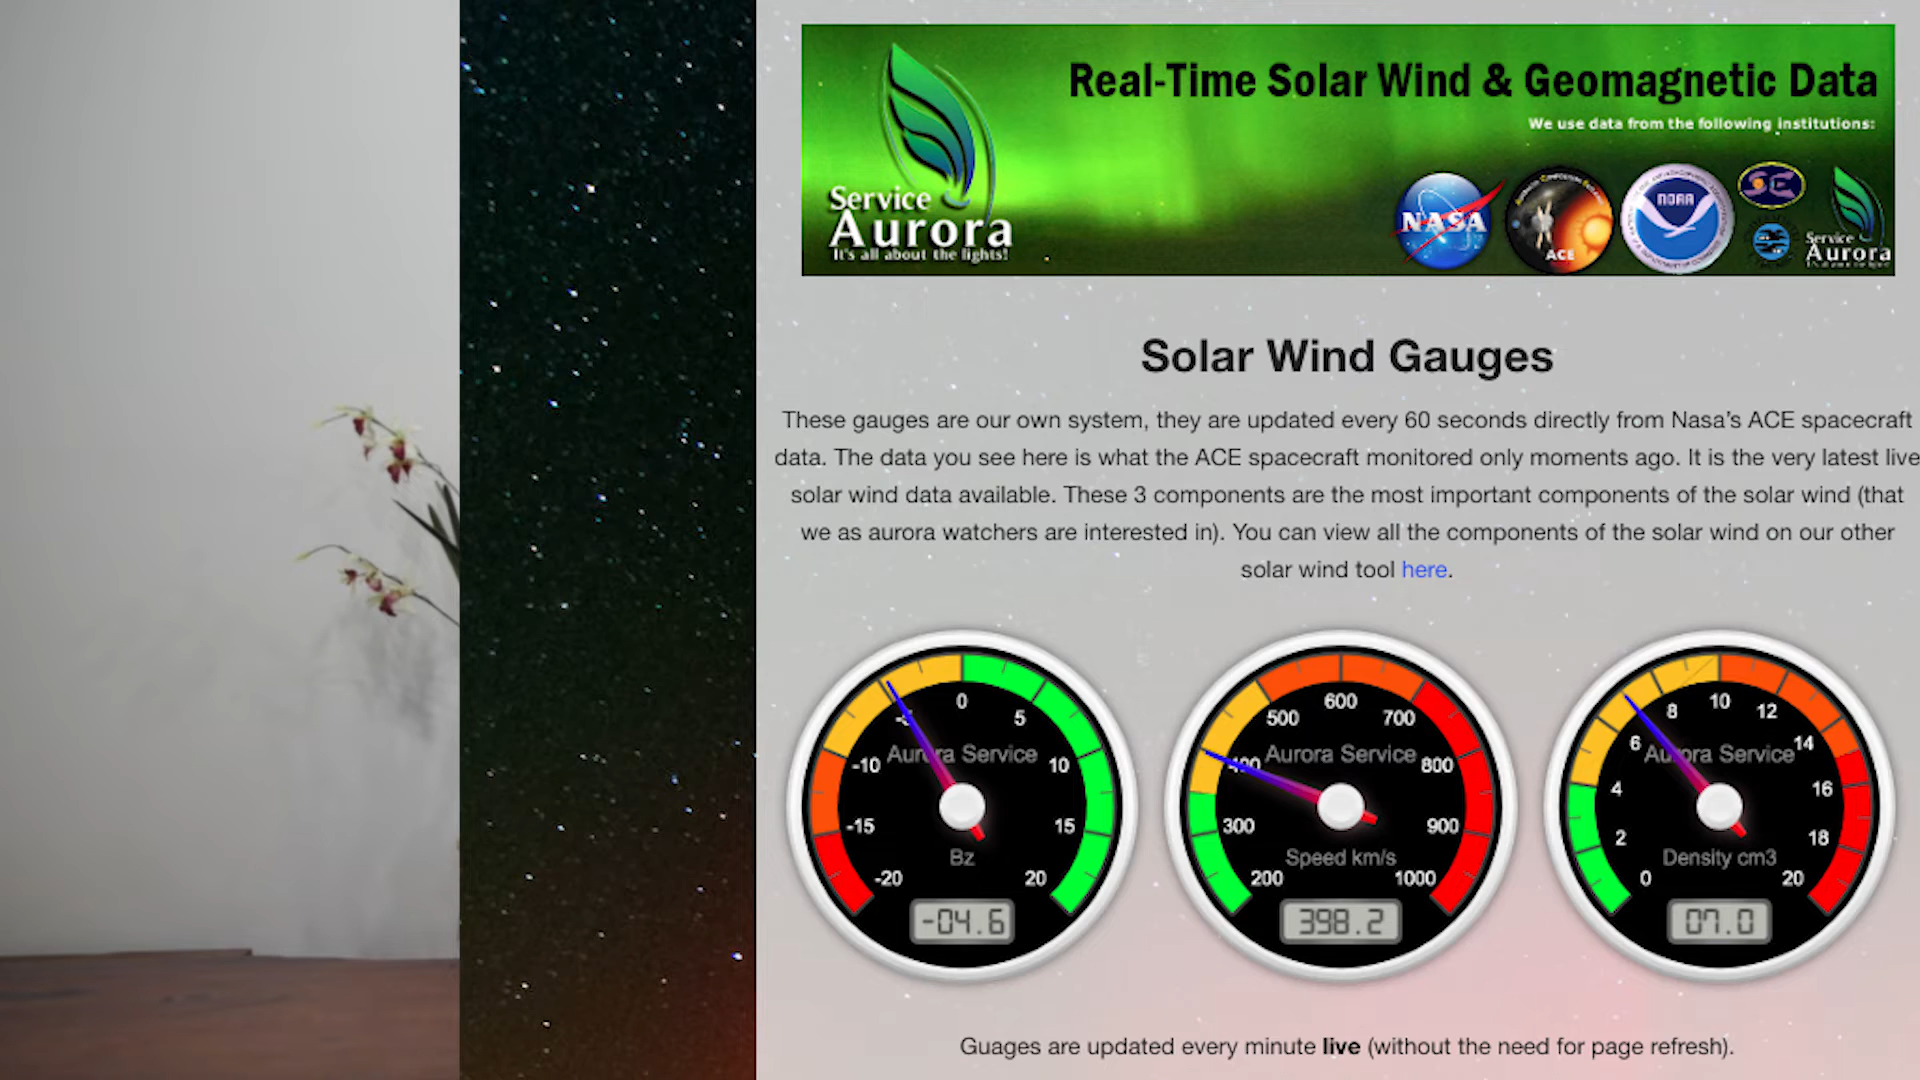 Real-Time Solar Wind & Geomagnetic Data
We use data from the following institutions:
Service
Aurora
It's all about the lights!
NASA
ACE
NOAA
Service
Aurora
Solar Wind Gauges
These gauges are our own system, they are updated every 60 seconds directly from Nasa's ACE spacecraft
data. The data you see here is what the ACE spacecraft monitored only moments ago. It is the very latest live
solar wind data available. These 3 components are the most important components of the solar wind (that
we as aurora watchers are interested in). You can view all the components of the solar wind on our other
solar wind tool here.
-20 -15 -10 -5 0 5 10 15 20
Aurora Service
Bz
-04.6
200 300 400 500 600 700 800 900 1000
Aurora Service
Speed km/s
398.2
0 2 4 6 8 10 12 14 16 18 20
Aurora Service
Density cm3
07.0
Guages are updated every minute live (without the need for page refresh).